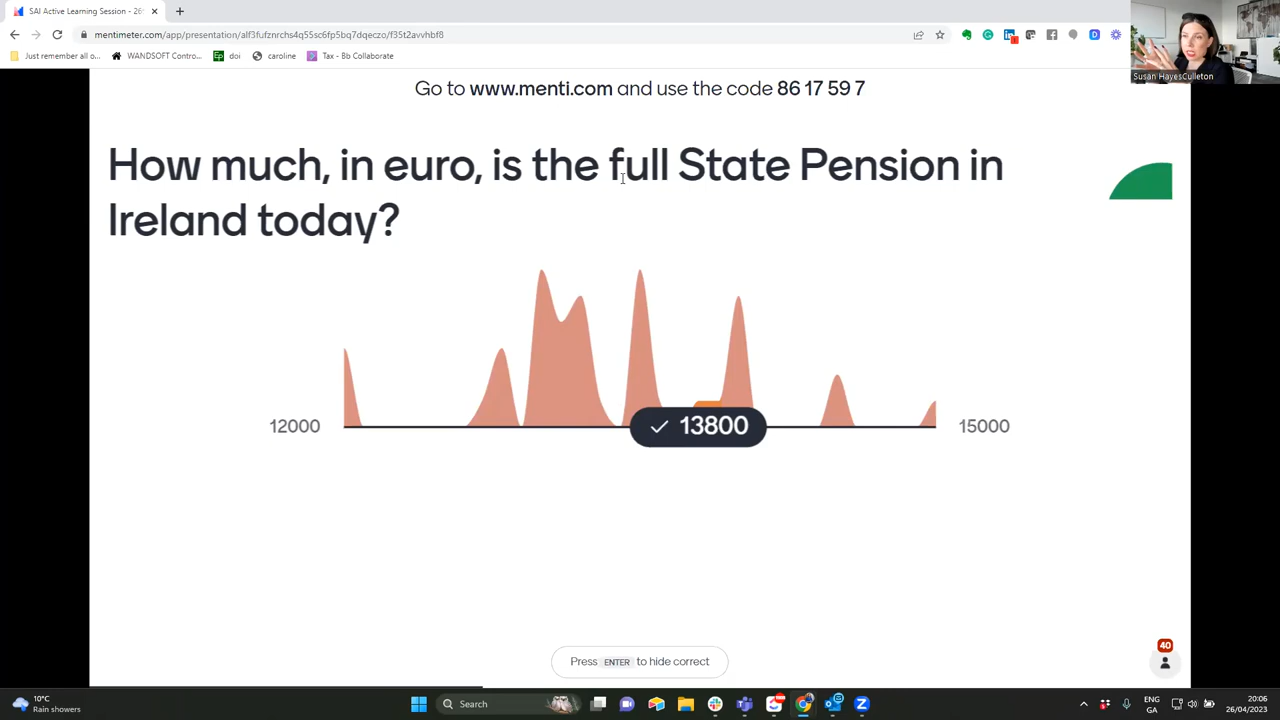 SAI Active Learning Session - 26
mentimeter.com/app/presentation/alf3fufznrchs4q55sc6fp5bq7dqeczo/f35t2avvhbf8
Just remember all o...
WANDSOFT Contro...
Ep doi
caroline
Tax - Bb Collaborate
Susan HayesCulleton
Go to www.menti.com and use the code 86 17 59 7
How much, in euro, is the full State Pension in
Ireland today?
12000
13800
15000
Press ENTER to hide correct
40
10°C
Rain showers
Search
ENG
GA
20:06
26/04/2023